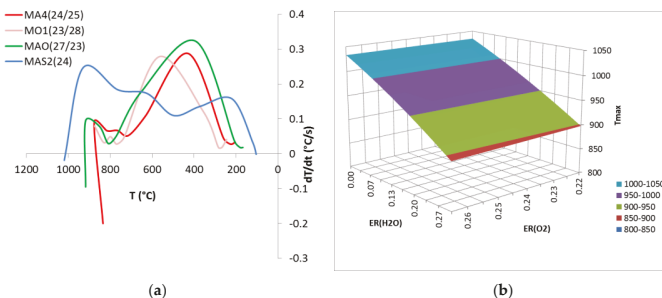 MA4(24/25)
MO1(23/28)
MAO(27/23)
MAS2(24)
0.4
0.3
0.2
0.1
0
-0.1
-0.2
-0.3
1200 1000 800 600 400 200 0
T (°C)
dT/dt (°C/s)
(a)
1050
1000
950
900
850
800
Tmax
0.00
0.07
0.13
0.20
0.27
ER(H2O)
0.26
0.25
0.24
0.23
0.22
ER(O2)
1000-1050
950-1000
900-950
850-900
800-850
(b)